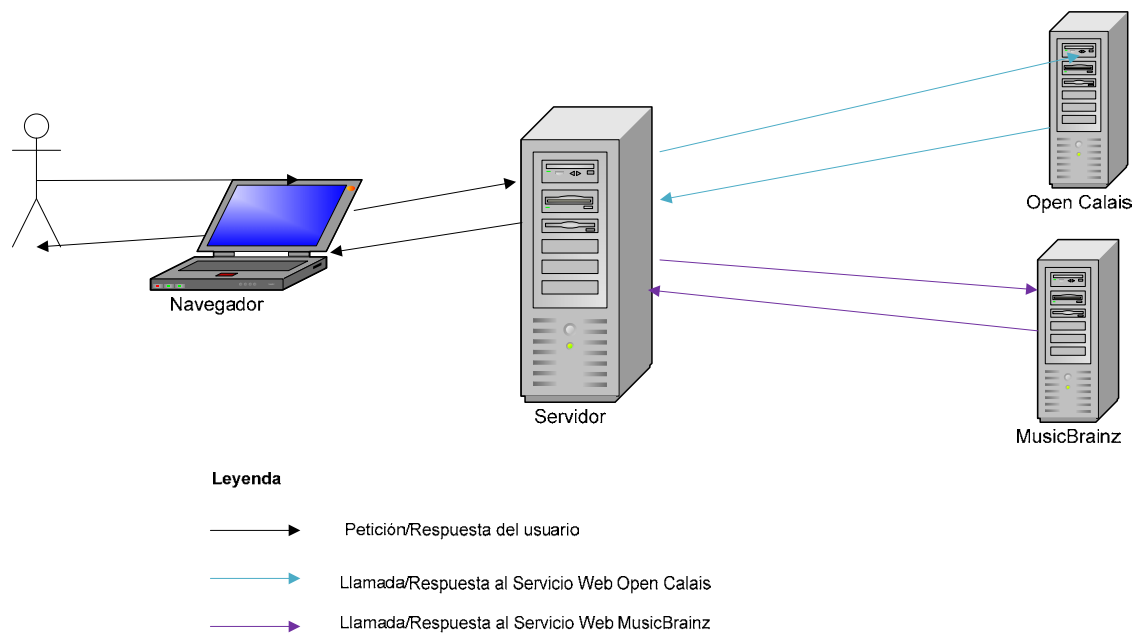 Open Calais
Navegador
Servidor
MusicBrainz
Leyenda
Petición/Respuesta del usuario
Llamada/Respuesta al Servicio Web Open Calais
Llamada/Respuesta al Servicio Web MusicBrainz